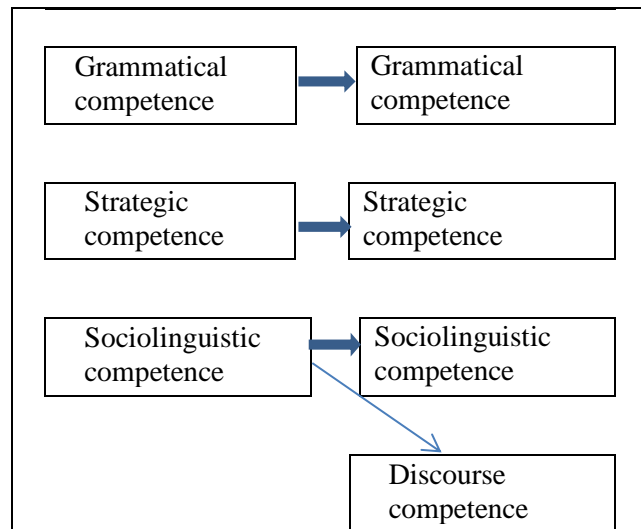 Grammatical
competence
Grammatical
competence
Strategic
competence
Strategic
competence
Sociolinguistic
competence
Sociolinguistic
competence
Discourse
competence